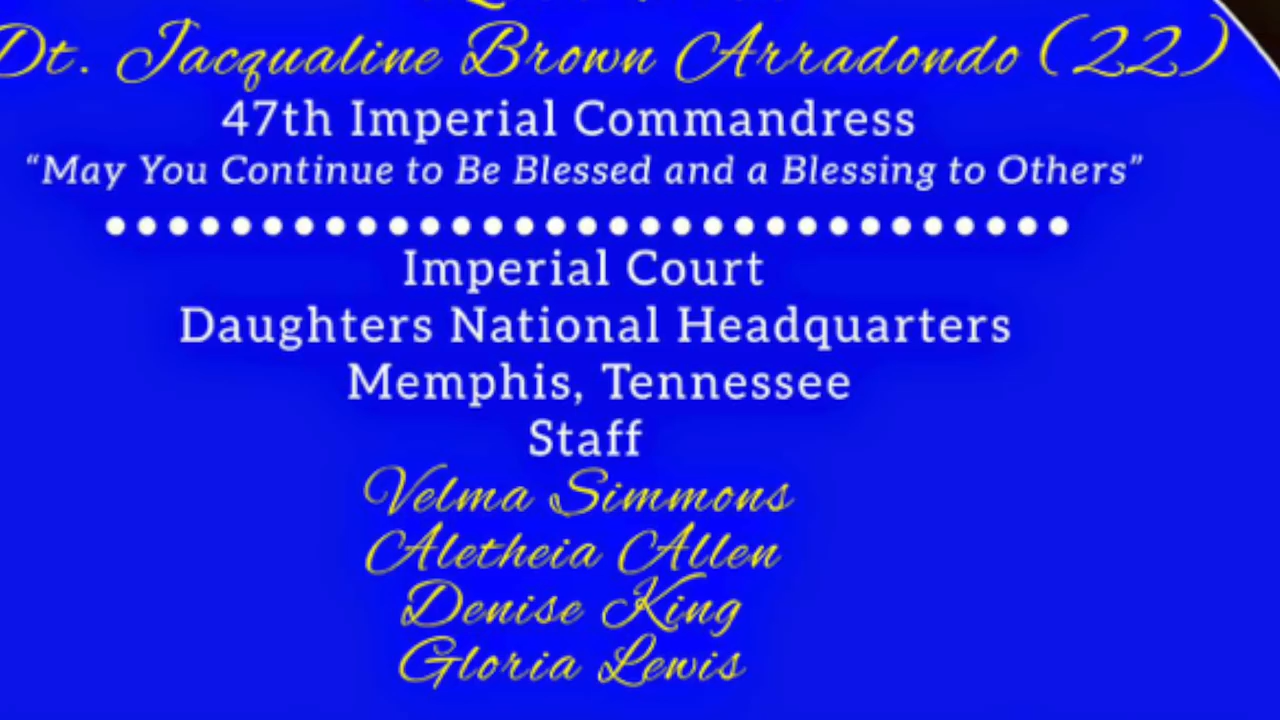 Dt. Jacqualine Brown Arradondo (22)
47th Imperial Commandress
“May You Continue to Be Blessed and a Blessing to Others”
Imperial Court
Daughters National Headquarters
Memphis, Tennessee
Staff
Velma Simmons
Aletheia Allen
Denise King
Gloria Lewis